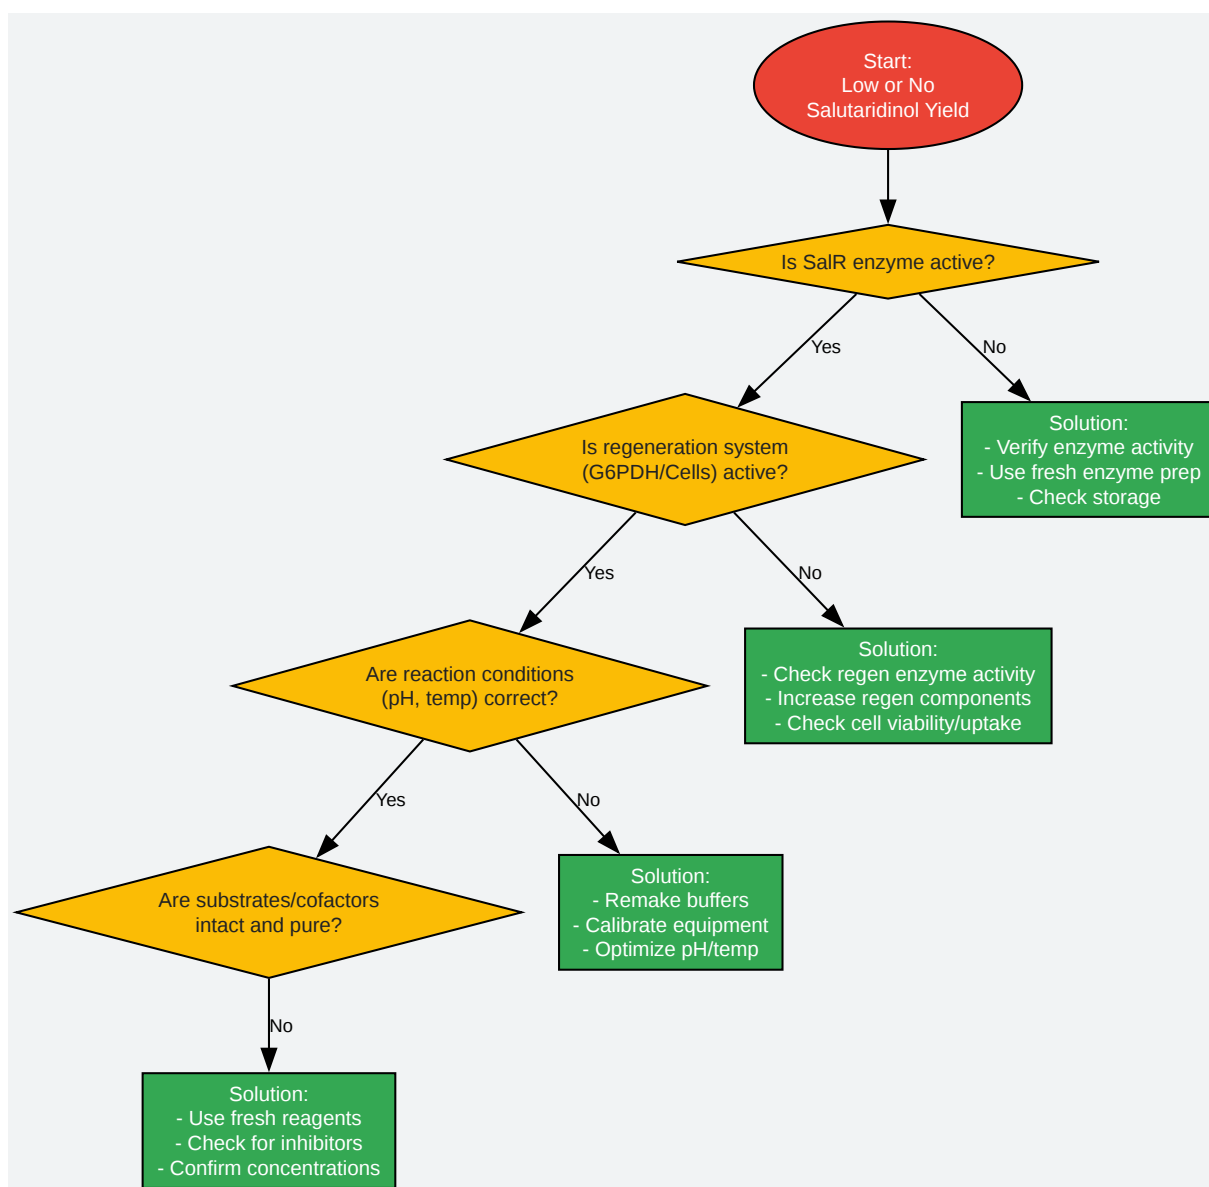 Start:
Low or No
Salutaridinol Yield
Is SalR enzyme active?
Yes
No
Is regeneration system
(G6PDH/Cells) active?
Solution:
- Verify enzyme activity
- Use fresh enzyme prep
- Check storage
Yes
No
Are reaction conditions
(pH, temp) correct?
Solution:
- Check regen enzyme activity
- Increase regen components
- Check cell viability/uptake
Yes
No
Are substrates/cofactors
intact and pure?
Solution:
- Remake buffers
- Calibrate equipment
- Optimize pH/temp
No
Solution:
- Use fresh reagents
- Check for inhibitors
- Confirm concentrations